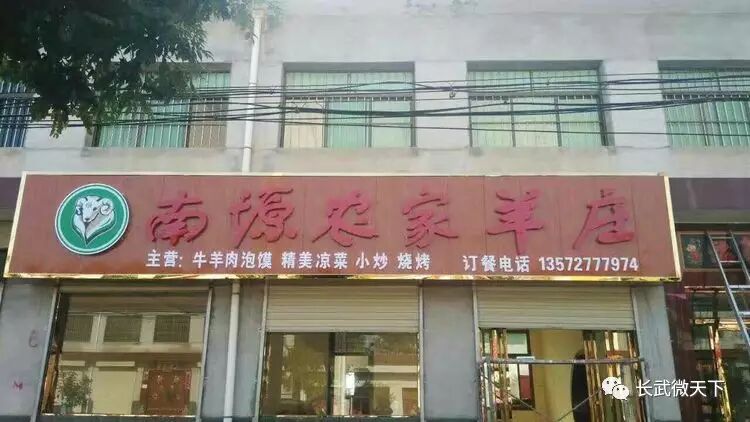 南塬农家羊庄
主营: 牛羊肉泡馍 精美凉菜 小炒 烧烤 订餐电话 13572777974
长武微天下